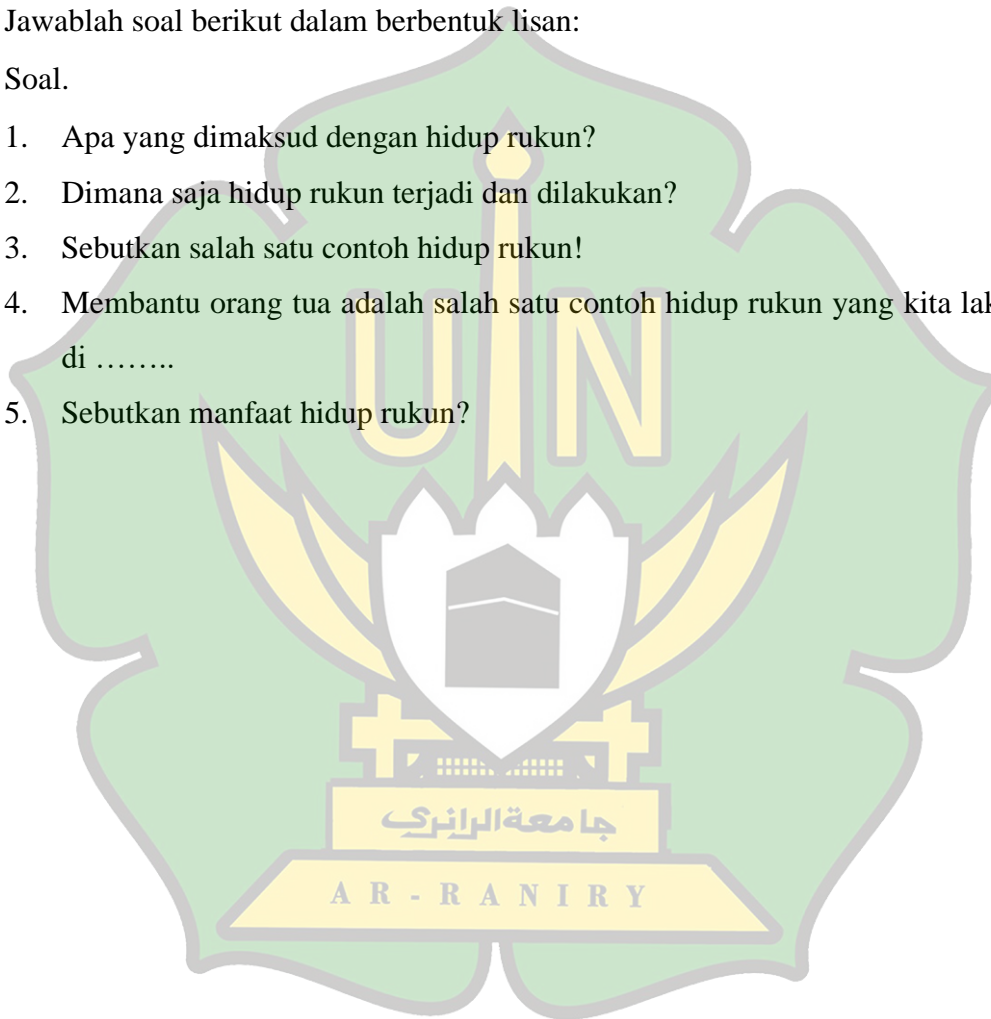 Jawablah soal berikut dalam berbentuk lisan:
Soal.
1. Apa yang dimaksud dengan hidup rukun?
2. Dimana saja hidup rukun terjadi dan dilakukan?
3. Sebutkan salah satu contoh hidup rukun!
4. Membantu orang tua adalah salah satu contoh hidup rukun yang kita lak
di ……..
5. Sebutkan manfaat hidup rukun?
UIN
جامعة الرانري
AR-RANIRY